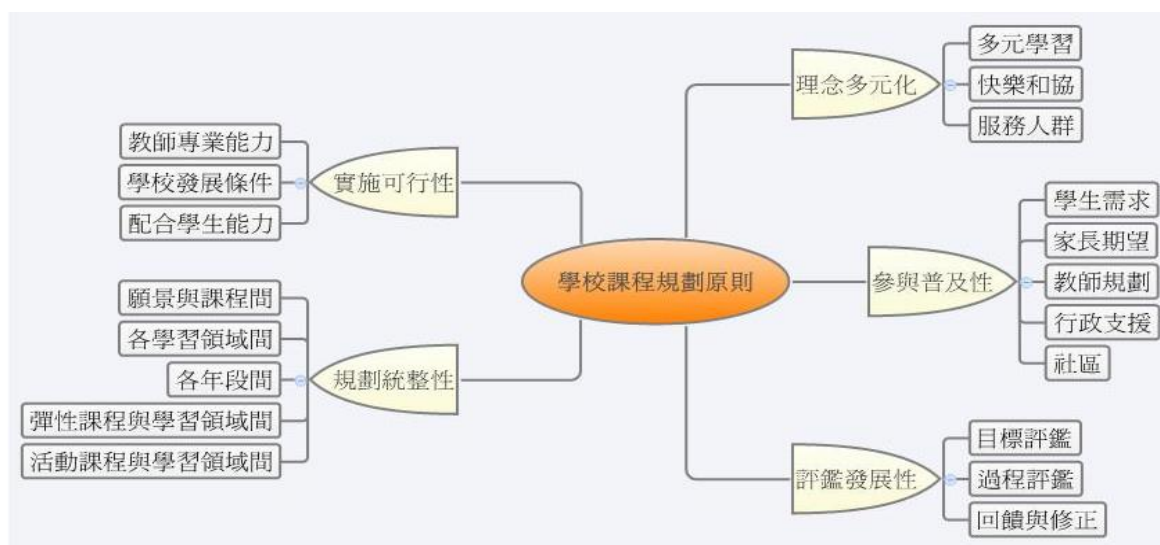 學校課程規劃原則
理念多元化
多元學習
快樂和協
服務人群
參與普及性
學生需求
家長期望
教師規劃
行政支援
社區
評鑑發展性
目標評鑑
過程評鑑
回饋與修正
實施可行性
教師專業能力
學校發展條件
配合學生能力
規劃統整性
願景與課程間
各學習領域間
各年段間
彈性課程與學習領域間
活動課程與學習領域間